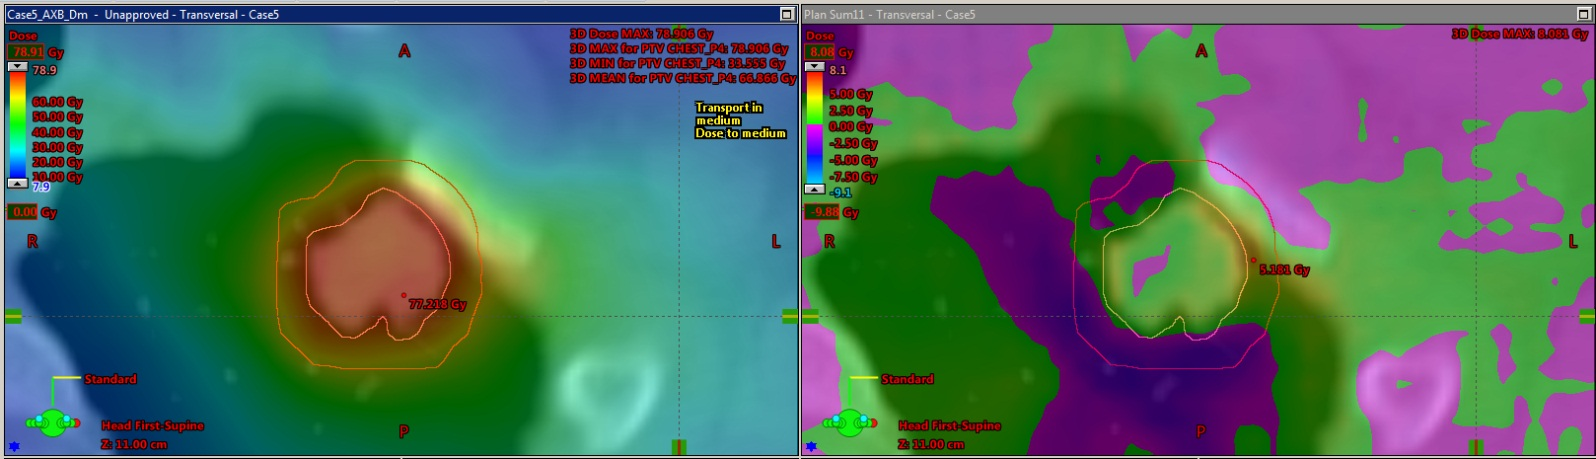 Case5_AXB_Dm - Unapproved - Transversal - Case5
Dose
78.91 Gy
78.9
60.00 Gy
50.00 Gy
40.00 Gy
30.00 Gy
20.00 Gy
10.00 Gy
7.9
0.00 Gy
A
3D Dose MAX: 78.906 Gy
3D MAX for PTV CHEST_P4: 78.906 Gy
3D MIN for PTV CHEST_P4: 33.555 Gy
3D MEAN for PTV CHEST_P4: 66.866 Gy
Transport in
medium
Dose to medium
R
L
77.218 Gy
Standard
Head First-Supine
Z: 11.00 cm
P
Plan Sum11 - Transversal - Case5
Dose
8.08 Gy
8.1
5.00 Gy
2.50 Gy
0.00 Gy
-2.50 Gy
-5.00 Gy
-7.50 Gy
-9.1
-9.88 Gy
A
3D Dose MAX: 8.081 Gy
R
L
5.181 Gy
Standard
Head First-Supine
Z: 11.00 cm
P